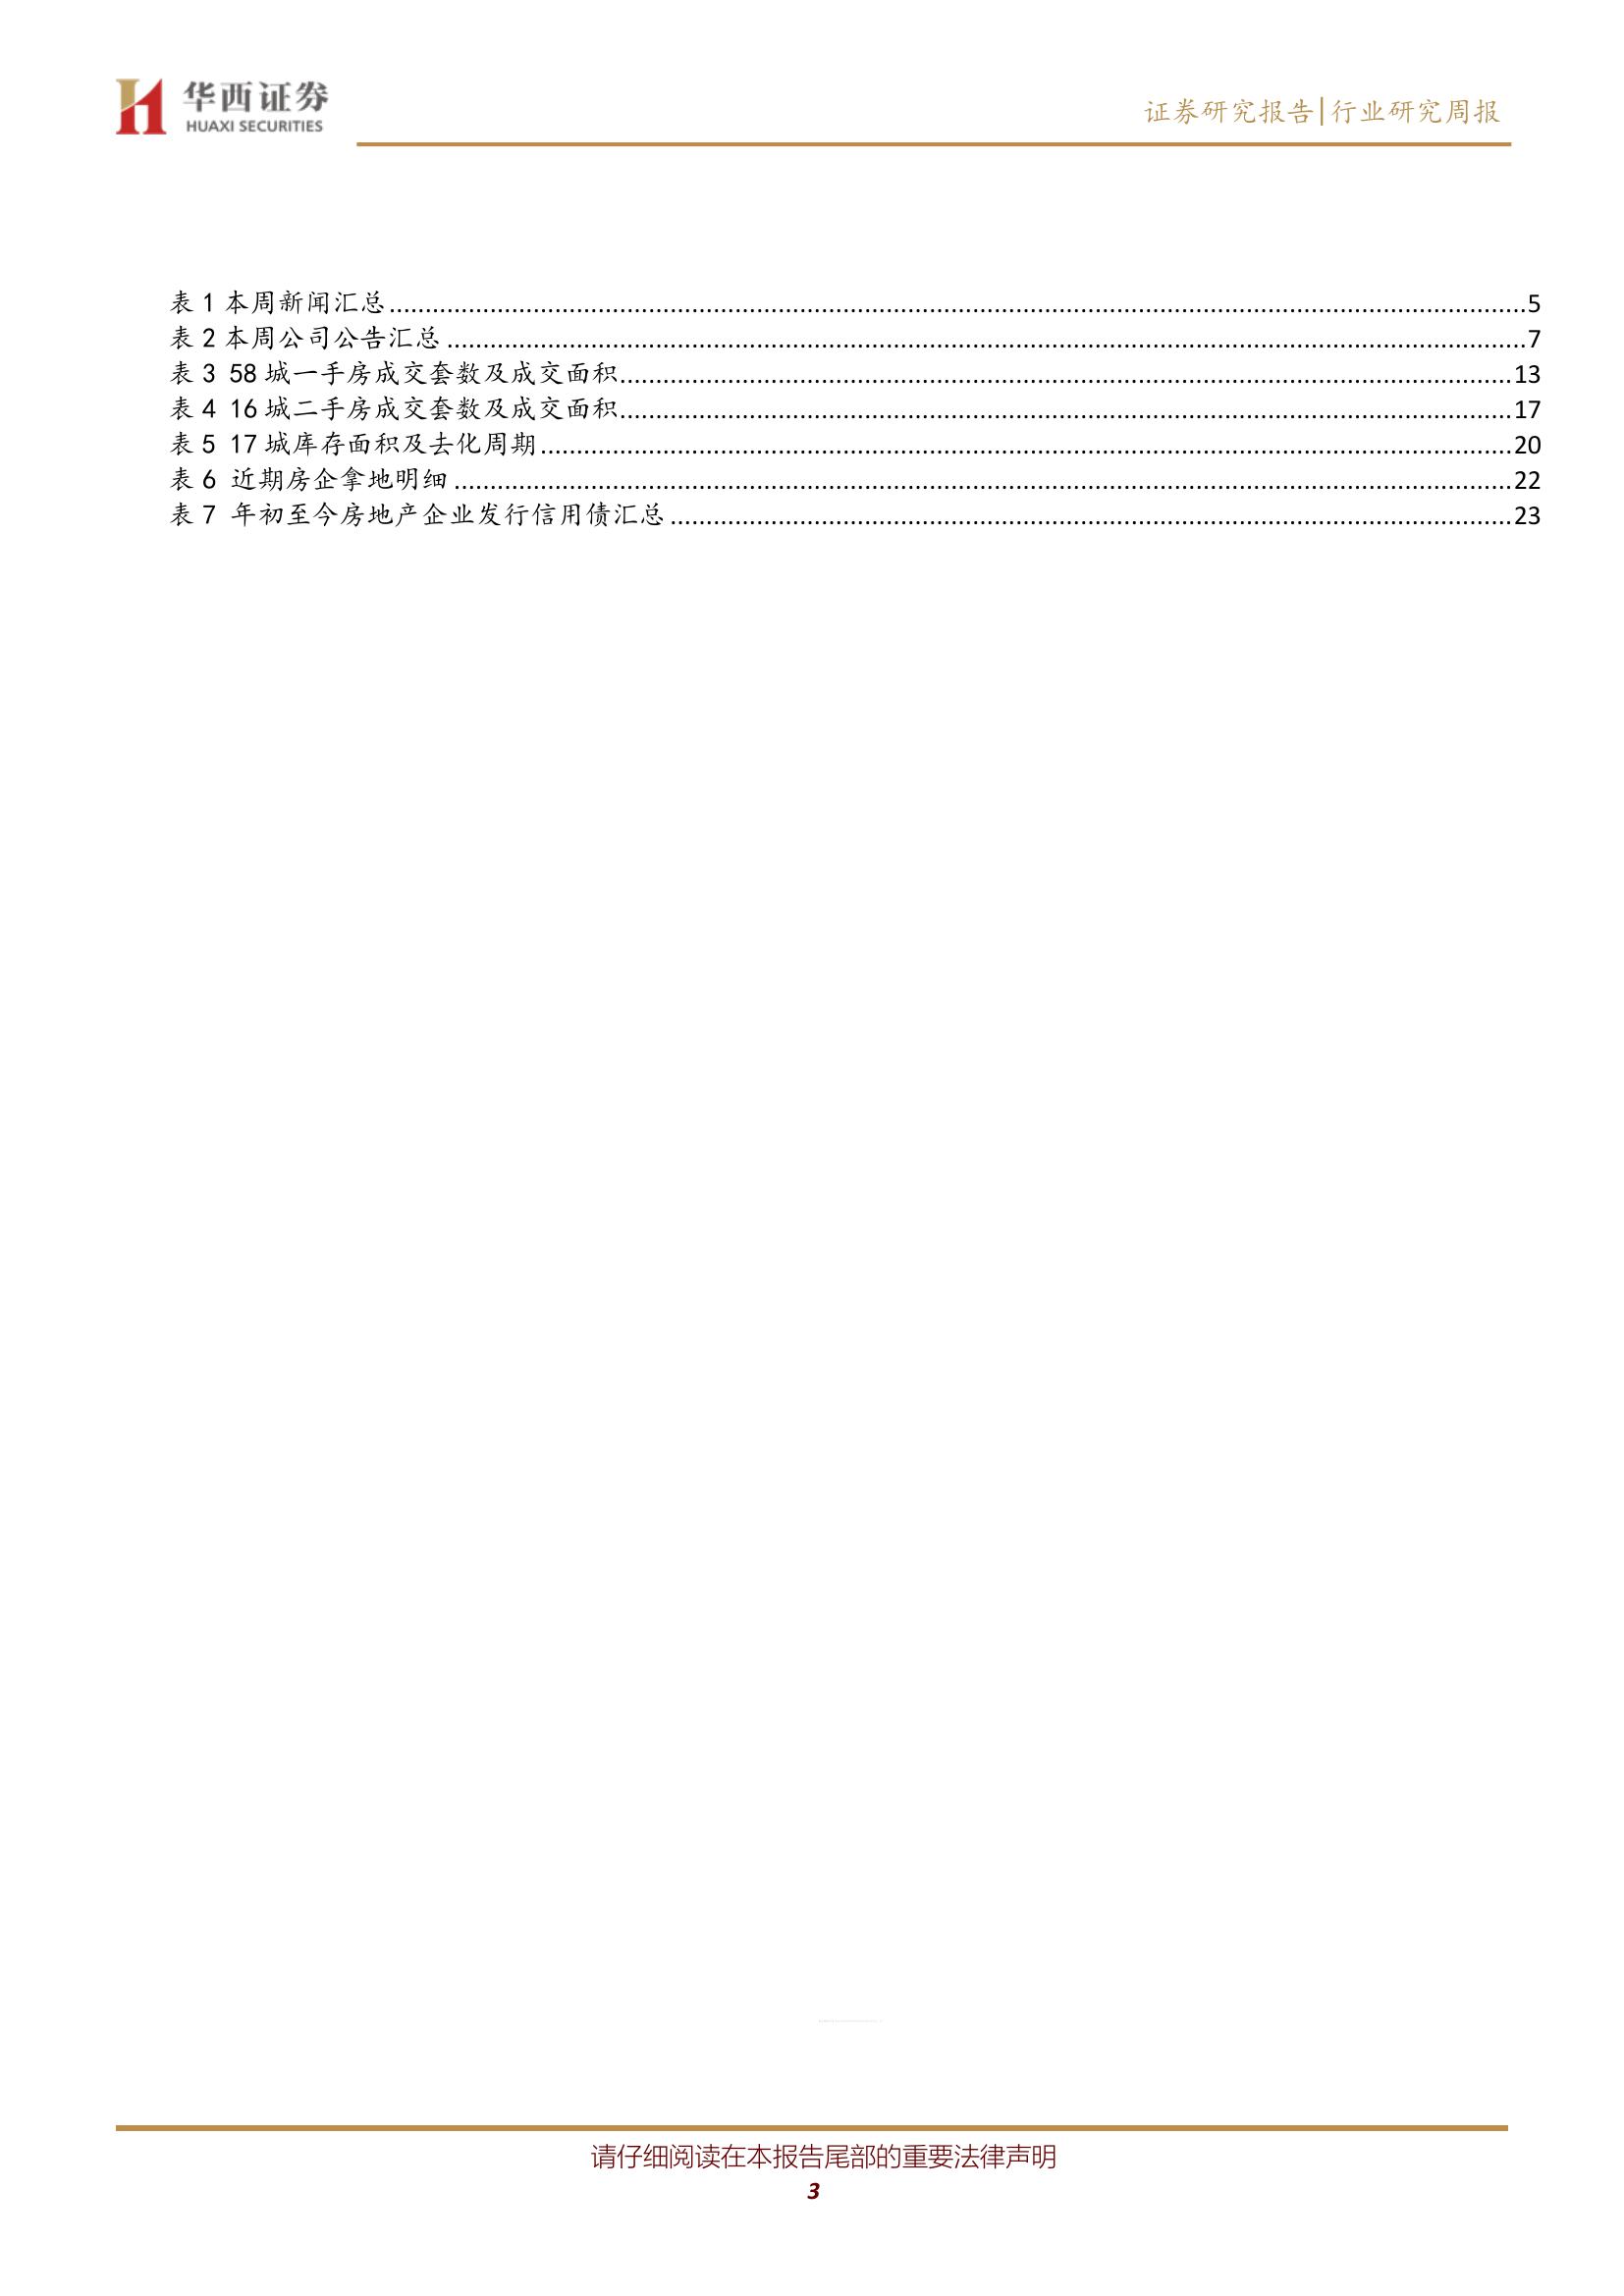 华西证券
HUAXI SECURITIES
证券研究报告|行业研究周报
表 1 本周新闻汇总........................................5
表 2 本周公司公告汇总........................................7
表 3 58 城一手房成交套数及成交面积........................................13
表 4 16 城二手房成交套数及成交面积........................................17
表 5 17 城库存面积及去化周期........................................20
表 6 近期房企拿地明细........................................22
表 7 年初至今房地产企业发行信用债汇总........................................23
请仔细阅读在本报告尾部的重要法律声明
3